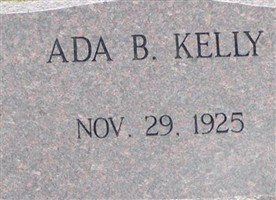 ADA B. KELLY
NOV. 29. 1925